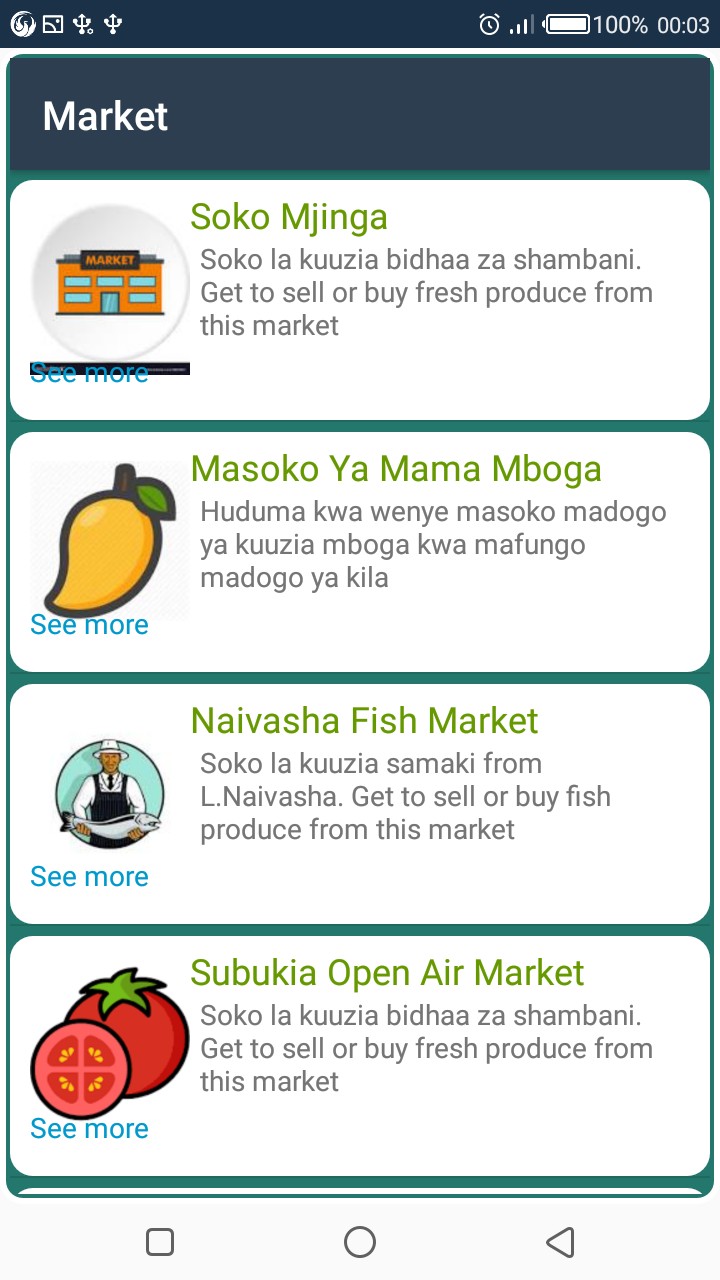 100% 00:03
Market
MARKET
Soko Mjinga
Soko la kuuzia bidhaa za shambani.
Get to sell or buy fresh produce from
this market
See more
Masoko Ya Mama Mboga
Huduma kwa wenye masoko madogo
ya kuuzia mboga kwa mafungo
madogo ya kila
See more
Naivasha Fish Market
Soko la kuuzia samaki from
L.Naivasha. Get to sell or buy fish
produce from this market
See more
Subukia Open Air Market
Soko la kuuzia bidhaa za shambani.
Get to sell or buy fresh produce from
this market
See more